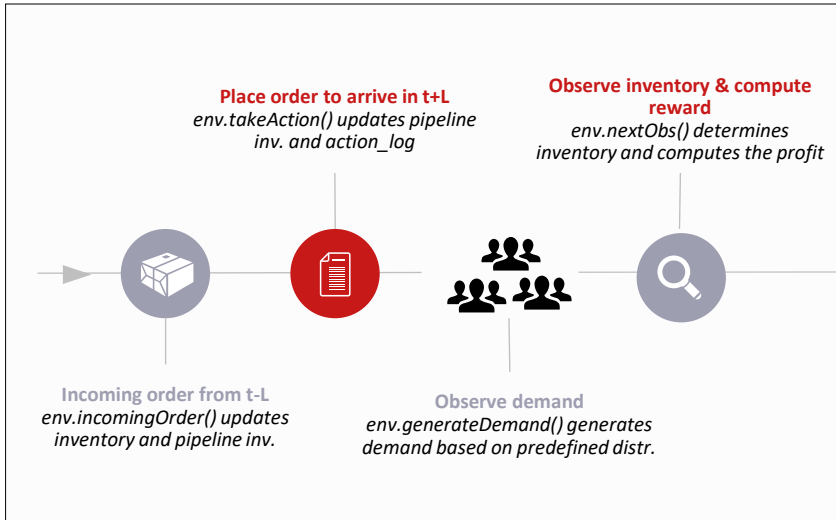 Place order to arrive in t+L
env.takeAction() updates pipeline
inv. and action_log
Observe inventory & compute
reward
env.nextObs() determines
inventory and computes the profit
Incoming order from t-L
env.incomingOrder() updates
inventory and pipeline inv.
Observe demand
env.generateDemand() generates
demand based on predefined distr.